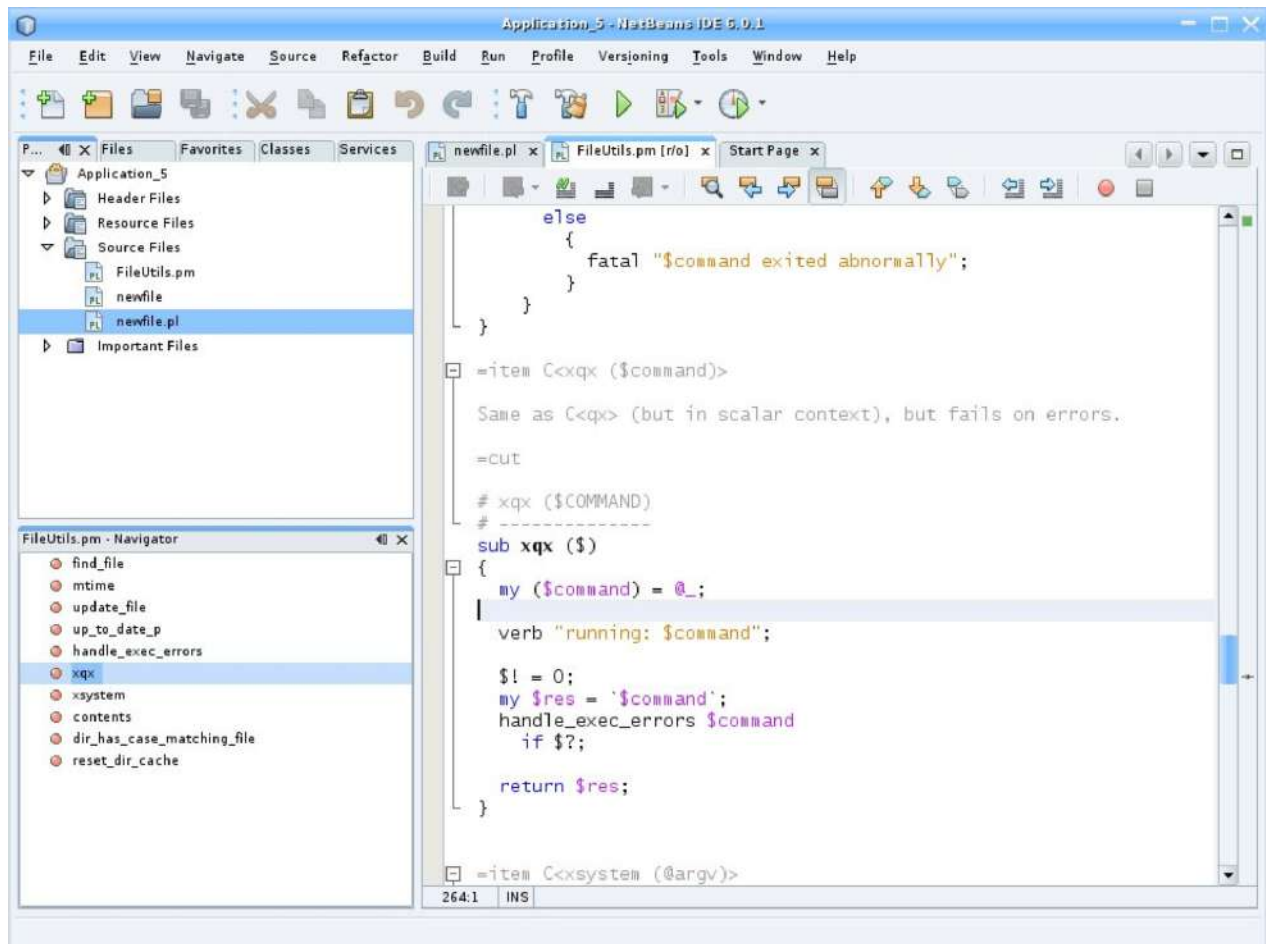 Application_5 - NetBeans IDE 6.0.1
File Edit View Navigate Source Refactor Build Run Profile Versioning Tools Window Help
P... Files Favorites Classes Services
Application_5
Header Files
Resource Files
Source Files
FileUtils.pm
newfile
newfile.pl
Important Files
FileUtils.pm - Navigator
find_file
mtime
update_file
up_to_date_p
handle_exec_errors
xqx
xsystem
contents
dir_has_case_matching_file
reset_dir_cache
newfile.pl x FileUtils.pm [r/o] x Start Page x
else
{
fatal "$command exited abnormally";
}
}
}
=item C<xqx ($command)>
Same as C<qx> (but in scalar context), but fails on errors.
=cut
# xqx ($COMMAND)
# --------------
sub xqx ($)
{
my ($command) = @_;
verb "running: $command";
$! = 0;
my $res = `$command`;
handle_exec_errors $command
if $?;
return $res;
}
=item C<xsystem (@argv)>
264:1 INS